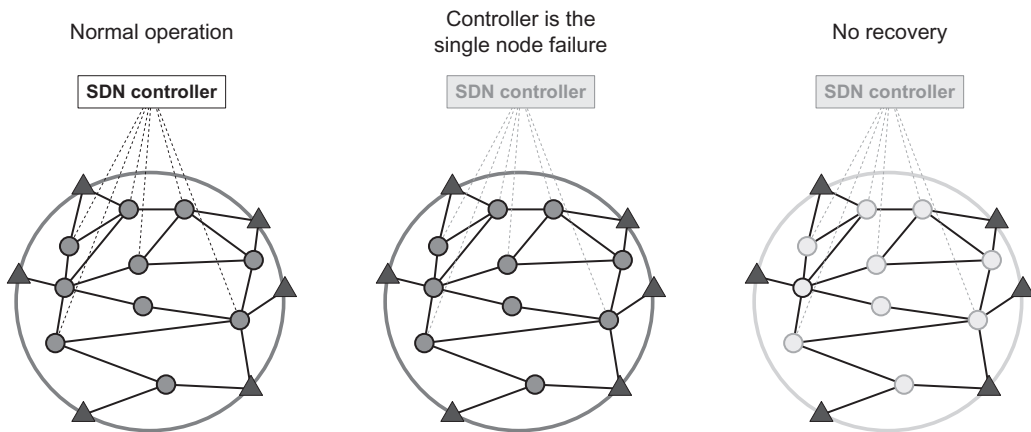 Normal operation
Controller is the
single node failure
No recovery
SDN controller
SDN controller
SDN controller